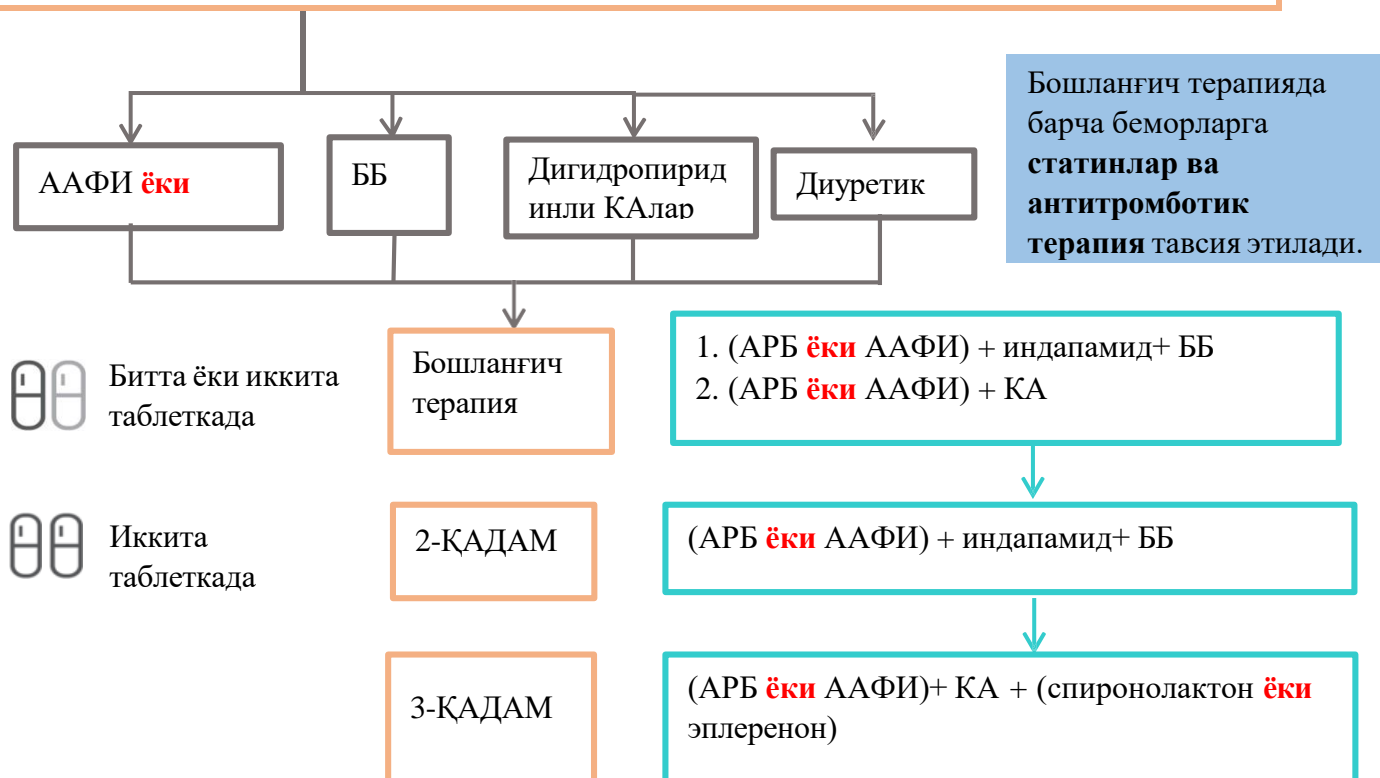 ААФИ ёки
ББ
Дигидропирид
инли КАлар
Диуретик
Бошланғич терапияда
барча беморларга
статинлар ва
антитромботик
терапия тавсия этилади.
Битта ёки иккита
таблеткада
Бошланғич
терапия
1. (АРБ ёки ААФИ) + индапамид+ ББ
2. (АРБ ёки ААФИ) + КА
Иккита
таблеткада
2-ҚАДАМ
(АРБ ёки ААФИ) + индапамид+ ББ
3-ҚАДАМ
(АРБ ёки ААФИ)+ КА + (спиронолактон ёки
эплеренон)